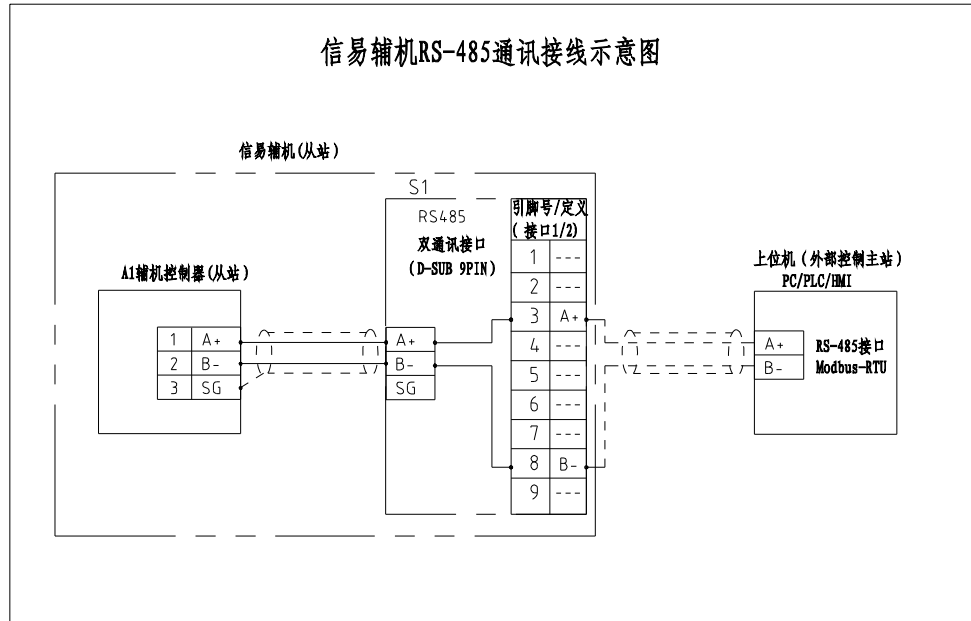 信易辅机RS-485通讯接线示意图
信易辅机(从站)
S1
RS485
双通讯接口
(D-SUB 9PIN)
引脚号/定义
(接口1/2)
1 ---
2 ---
3 A+
4 ---
5 ---
6 ---
7 ---
8 B-
9 ---
A1辅机控制器(从站)
1 A+
2 B-
3 SG
A+
B-
SG
上位机(外部控制主站)
PC/PLC/HMI
A+
B-
RS-485接口
Modbus-RTU